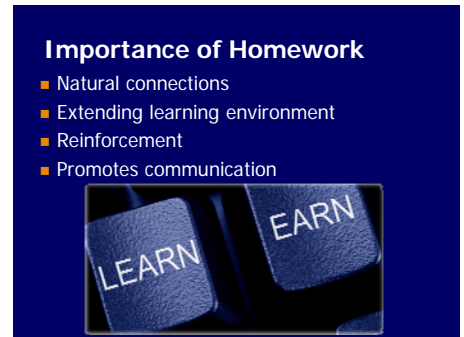 Importance of Homework
Natural connections
Extending learning environment
Reinforcement
Promotes communication
LEARN
EARN